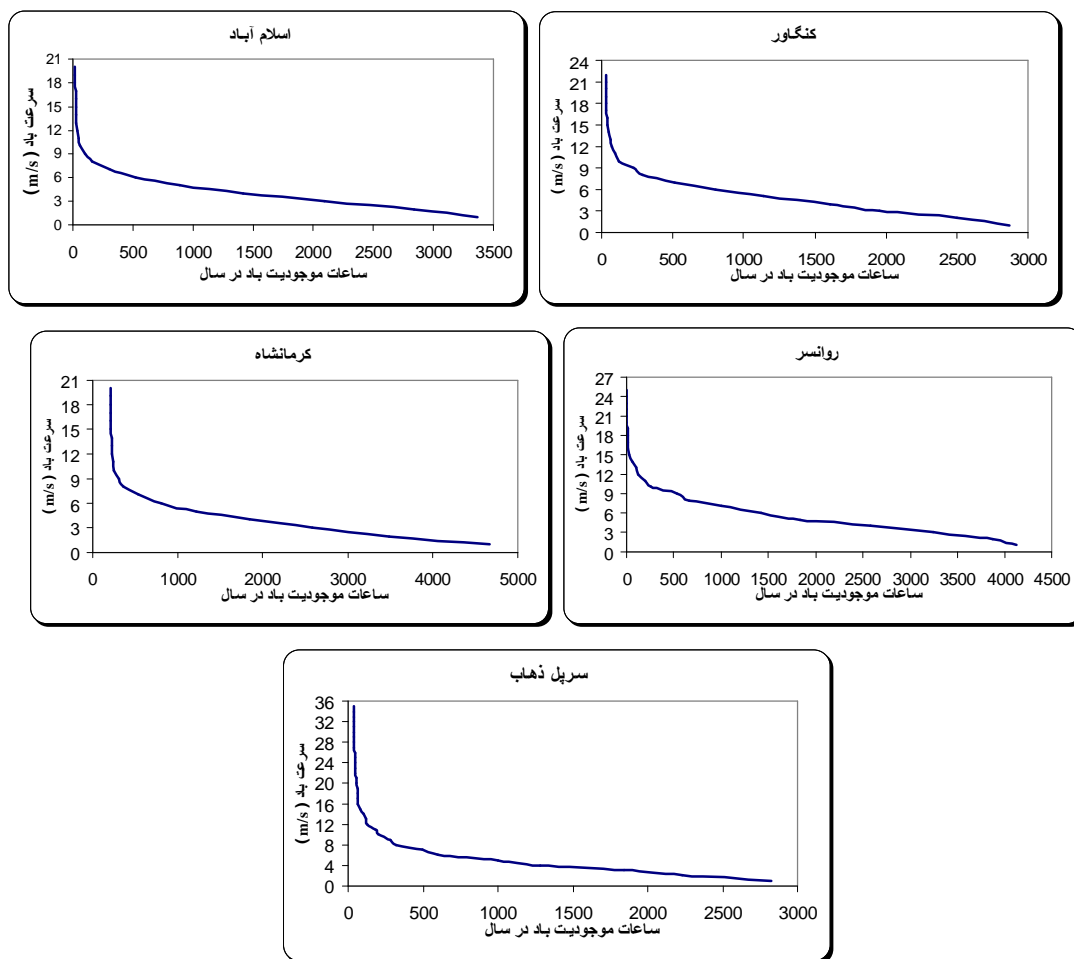 اسلام آباد
سرعت باد (m/s)
21
18
15
12
9
6
3
0
0 500 1000 1500 2000 2500 3000 3500
ساعات موجودیت باد در سال
کنگاور
سرعت باد (m/s)
24
21
18
15
12
9
6
3
0
0 500 1000 1500 2000 2500 3000
ساعات موجودیت باد در سال
کرمانشاه
سرعت باد (m/s)
21
18
15
12
9
6
3
0
0 1000 2000 3000 4000 5000
ساعات موجودیت باد در سال
روانسر
سرعت باد (m/s)
27
24
21
18
15
12
9
6
3
0
0 500 1000 1500 2000 2500 3000 3500 4000 4500
ساعات موجودیت باد در سال
سرپل ذهاب
سرعت باد (m/s)
36
32
28
24
20
16
12
8
4
0
0 500 1000 1500 2000 2500 3000
ساعات موجودیت باد در سال